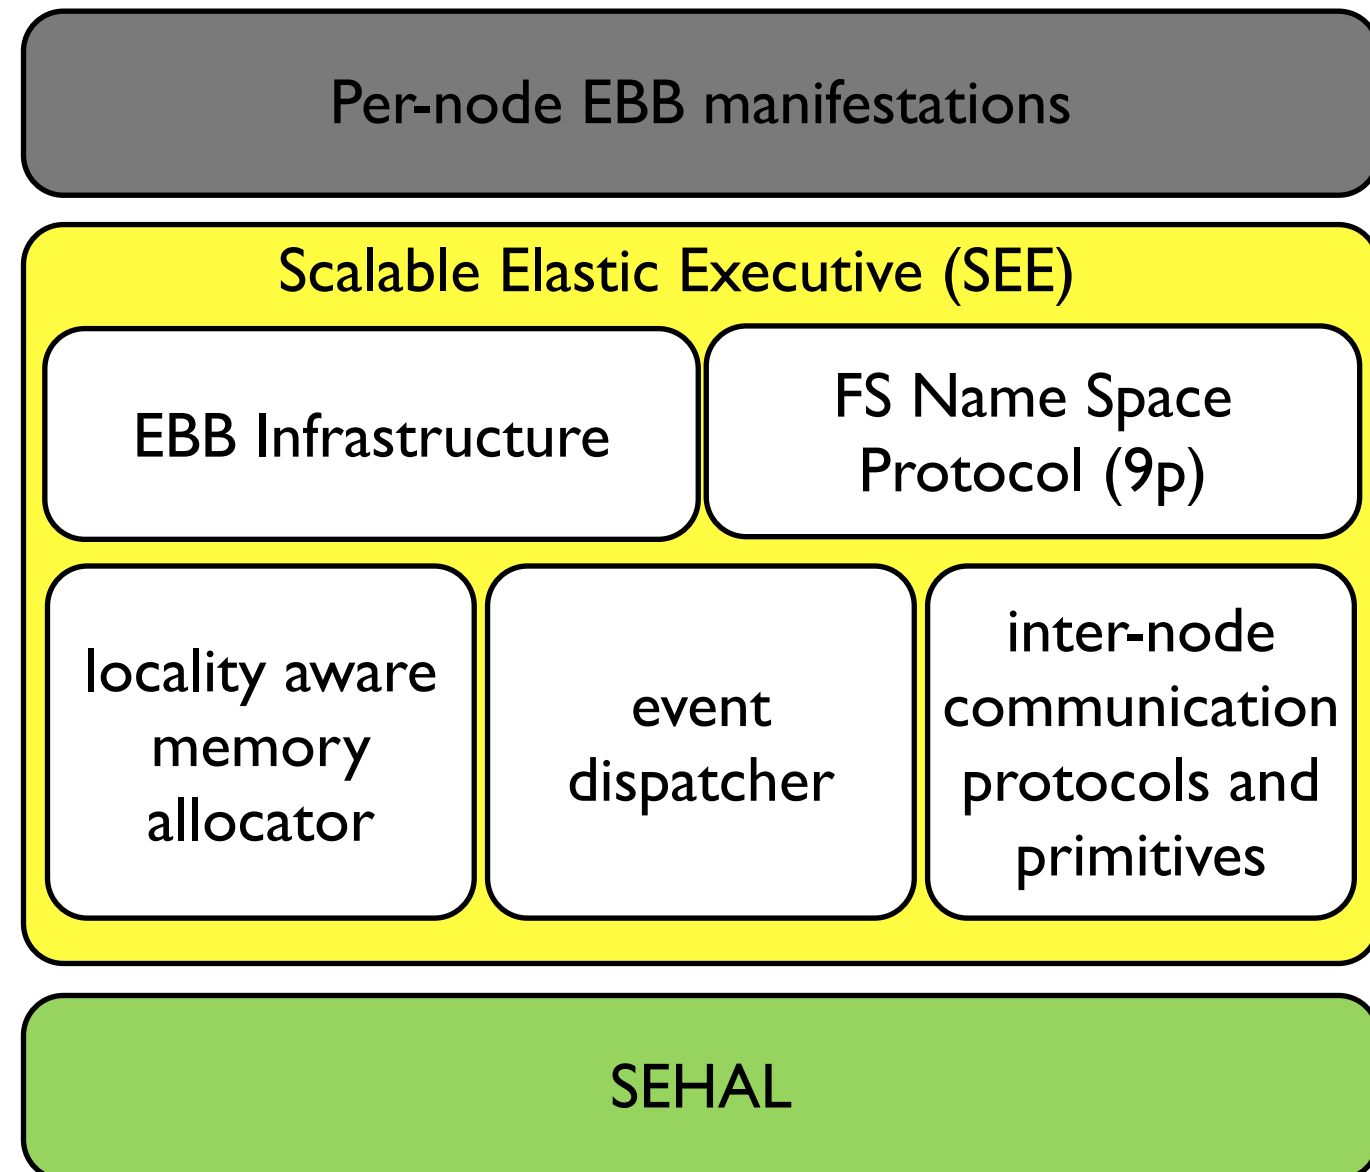 Per-node EBB manifestations
Scalable Elastic Executive (SEE)
EBB Infrastructure
FS Name Space
Protocol (9p)
locality aware
memory
allocator
event
dispatcher
inter-node
communication
protocols and
primitives
SEHAL